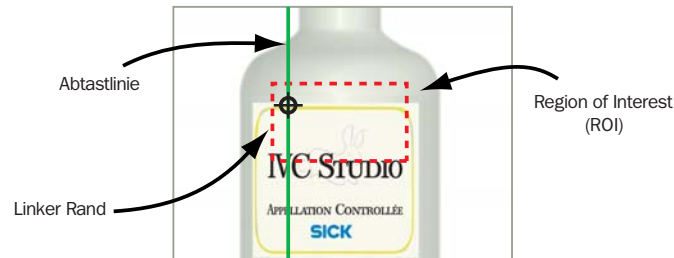 Abtastlinie
Region of Interest
(ROI)
Linker Rand
IVC STUDIO
APPELLATION CONTROLLÉE
SICK